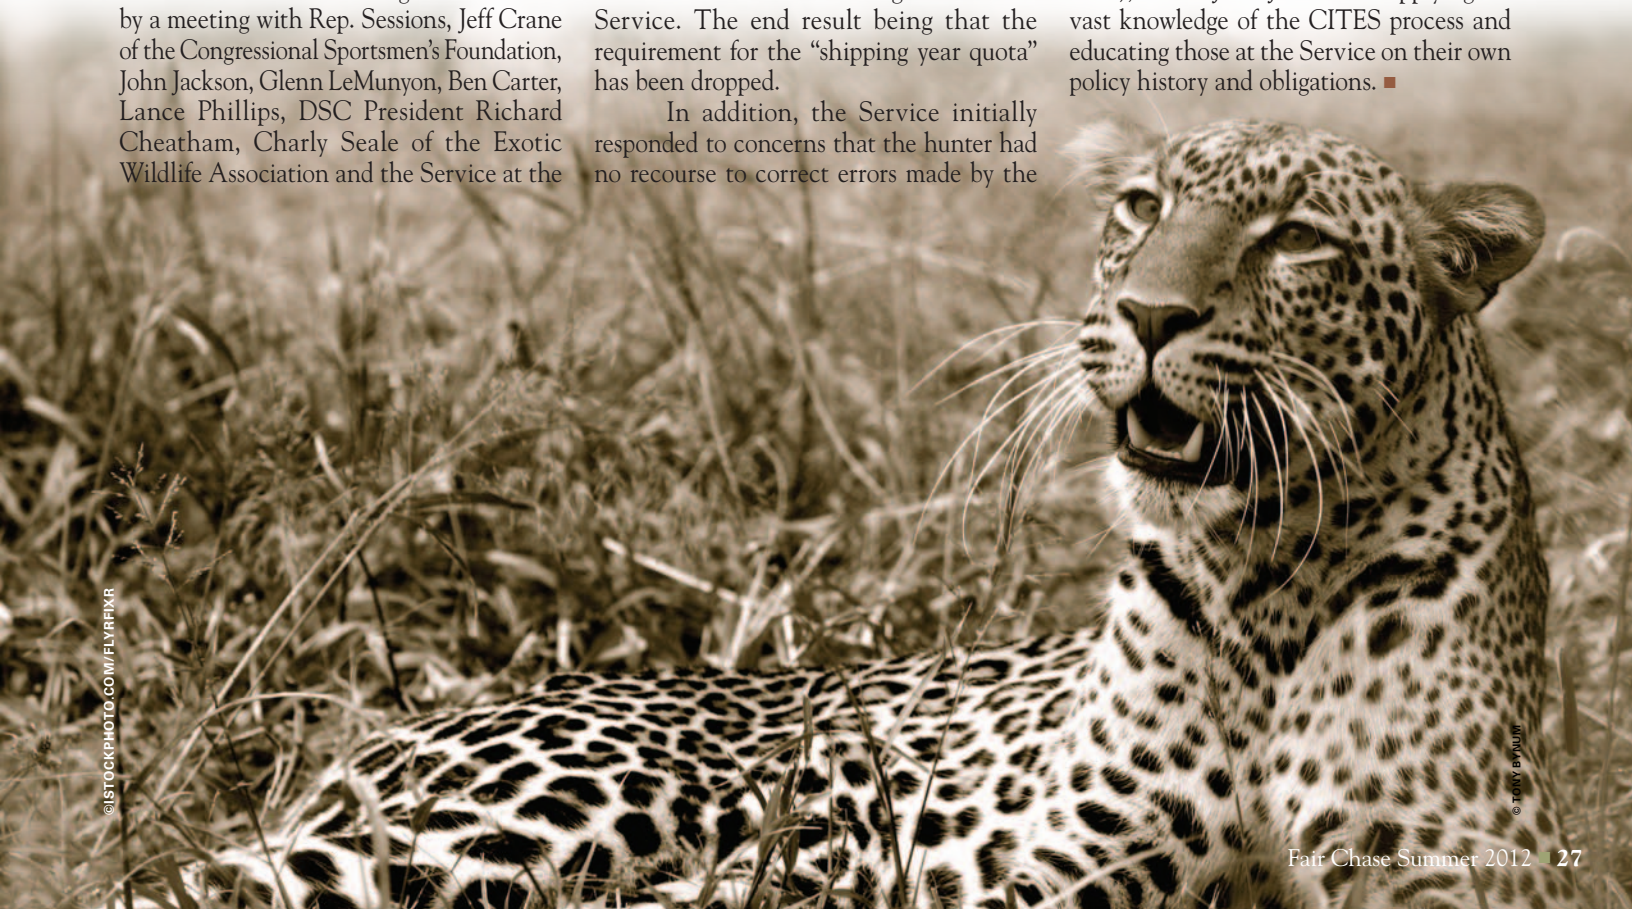 by a meeting with Rep. Sessions, Jeff Crane
of the Congressional Sportsmen's Foundation,
John Jackson, Glenn LeMunyon, Ben Carter,
Lance Phillips, DSC President Richard
Cheatham, Charly Seale of the Exotic
Wildlife Association and the Service at the
Service. The end result being that the
requirement for the “shipping year quota”
has been dropped.
In addition, the Service initially
responded to concerns that the hunter had
no recourse to correct errors made by the
vast knowledge of the CITES process and
educating those at the Service on their own
policy history and obligations. ■
©ISTOCKPHOTO.COM/FLYRFIXR
© TONY BYNUM
Fair Chase Summer 2012 ■ 27